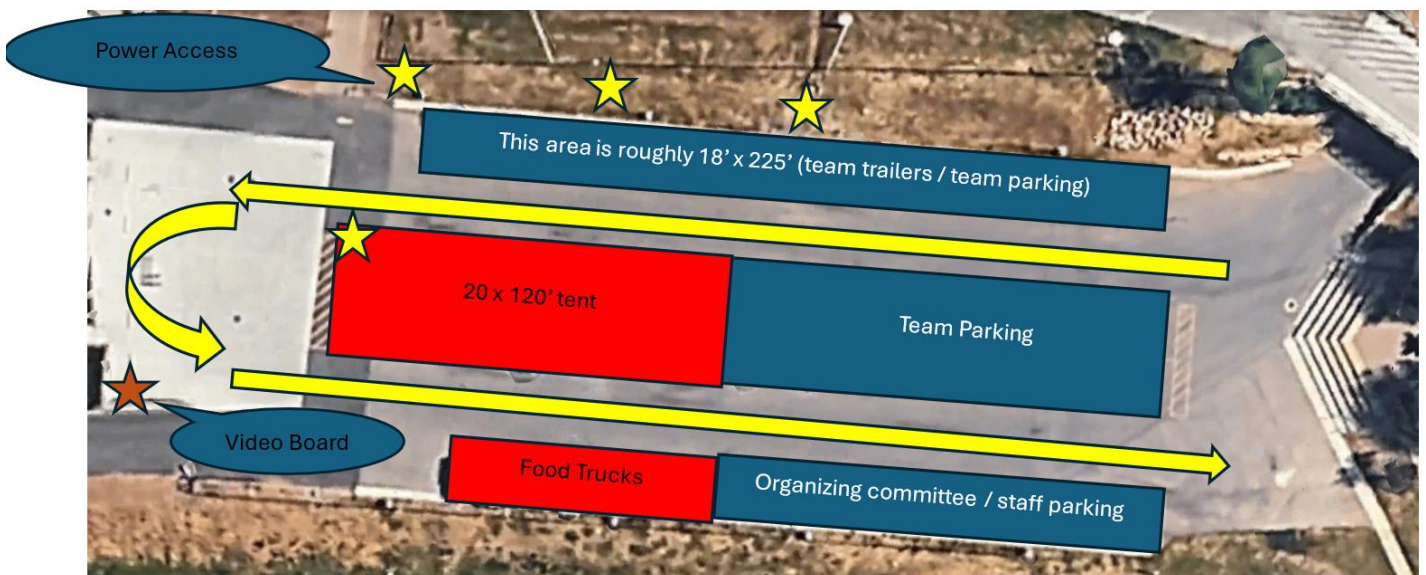 Power Access
This area is roughly 18’ x 225’ (team trailers / team parking)
20 x 120’ tent
Team Parking
Video Board
Food Trucks
Organizing committee / staff parking